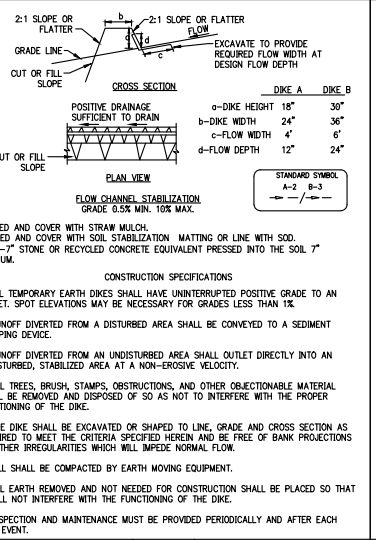 2:1 SLOPE OR
FLATTER
b
2:1 SLOPE OR FLATTER
FLOW
GRADE LINE
d
c
EXCAVATE TO PROVIDE
REQUIRED FLOW WIDTH AT
DESIGN FLOW DEPTH
CUT OR FILL
SLOPE
CROSS SECTION
DIKE A DIKE B
a-DIKE HEIGHT 18" 30"
b-DIKE WIDTH 24" 36"
c-FLOW WIDTH 4' 6'
d-FLOW DEPTH 12" 24"
POSITIVE DRAINAGE
SUFFICIENT TO DRAIN
CUT OR FILL
SLOPE
PLAN VIEW
STANDARD SYMBOL
A-2 B-3
FLOW CHANNEL STABILIZATION
GRADE 0.5% MIN. 10% MAX.
ED AND COVER WITH STRAW MULCH.
ED AND COVER WITH SOIL STABILIZATION MATTING OR LINE WITH SOD.
-7" STONE OR RECYCLED CONCRETE EQUIVALENT PRESSED INTO THE SOIL 7"
UM.
CONSTRUCTION SPECIFICATIONS
L TEMPORARY EARTH DIKES SHALL HAVE UNINTERRUPTED POSITIVE GRADE TO AN
ET. SPOT ELEVATIONS MAY BE NECESSARY FOR GRADES LESS THAN 1%.
UNOFF DIVERTED FROM A DISTURBED AREA SHALL BE CONVEYED TO A SEDIMENT
PING DEVICE.
UNOFF DIVERTED FROM AN UNDISTURBED AREA SHALL OUTLET DIRECTLY INTO AN
STURBED, STABILIZED AREA AT A NON-EROSIVE VELOCITY.
L TREES, BRUSH, STAMPS, OBSTRUCTIONS, AND OTHER OBJECTIONABLE MATERIAL
L BE REMOVED AND DISPOSED OF SO AS NOT TO INTERFERE WITH THE PROPER
TIONING OF THE DIKE.
E DIKE SHALL BE EXCAVATED OR SHAPED TO LINE, GRADE AND CROSS SECTION AS
IRED TO MEET THE CRITERIA SPECIFIED HEREIN AND BE FREE OF BANK PROJECTIONS
THER IRREGULARITIES WHICH WILL IMPEDE NORMAL FLOW.
LL SHALL BE COMPACTED BY EARTH MOVING EQUIPMENT.
L EARTH REMOVED AND NOT NEEDED FOR CONSTRUCTION SHALL BE PLACED SO THAT
LL NOT INTERFERE WITH THE FUNCTIONING OF THE DIKE.
SPECTION AND MAINTENANCE MUST BE PROVIDED PERIODICALLY AND AFTER EACH
EVENT.